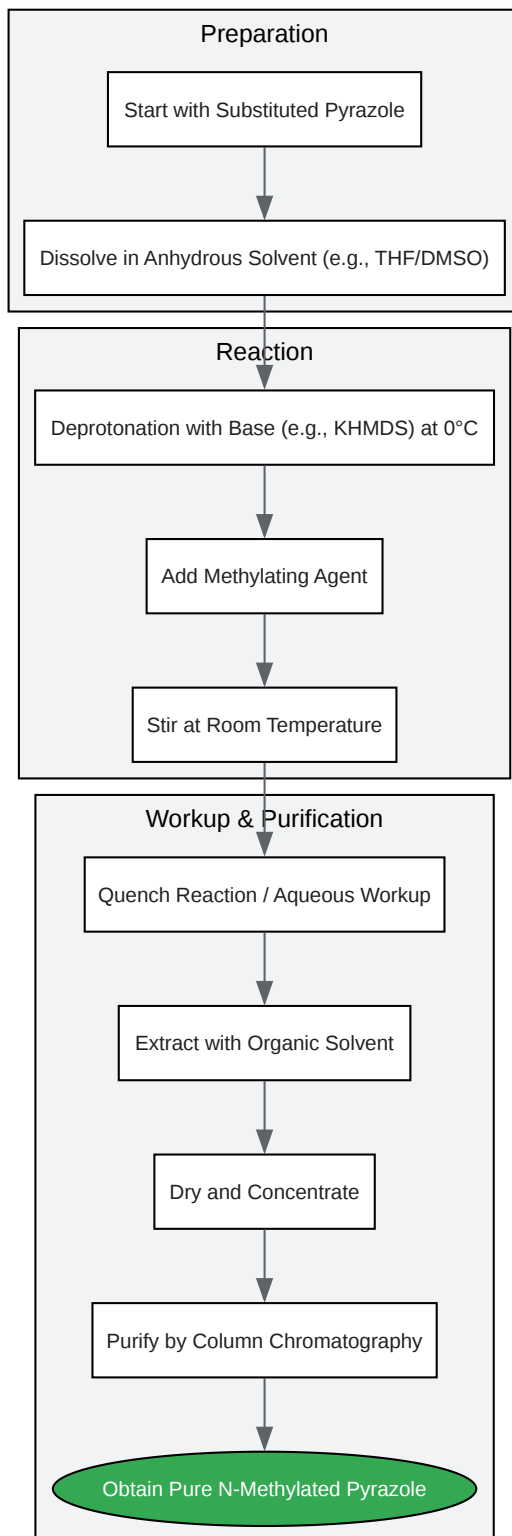 Preparation
Start with Substituted Pyrazole
Dissolve in Anhydrous Solvent (e.g., THF/DMSO)
Reaction
Deprotonation with Base (e.g., KHMDS) at 0°C
Add Methylating Agent
Stir at Room Temperature
Workup & Purification
Quench Reaction / Aqueous Workup
Extract with Organic Solvent
Dry and Concentrate
Purify by Column Chromatography
Obtain Pure N-Methylated Pyrazole